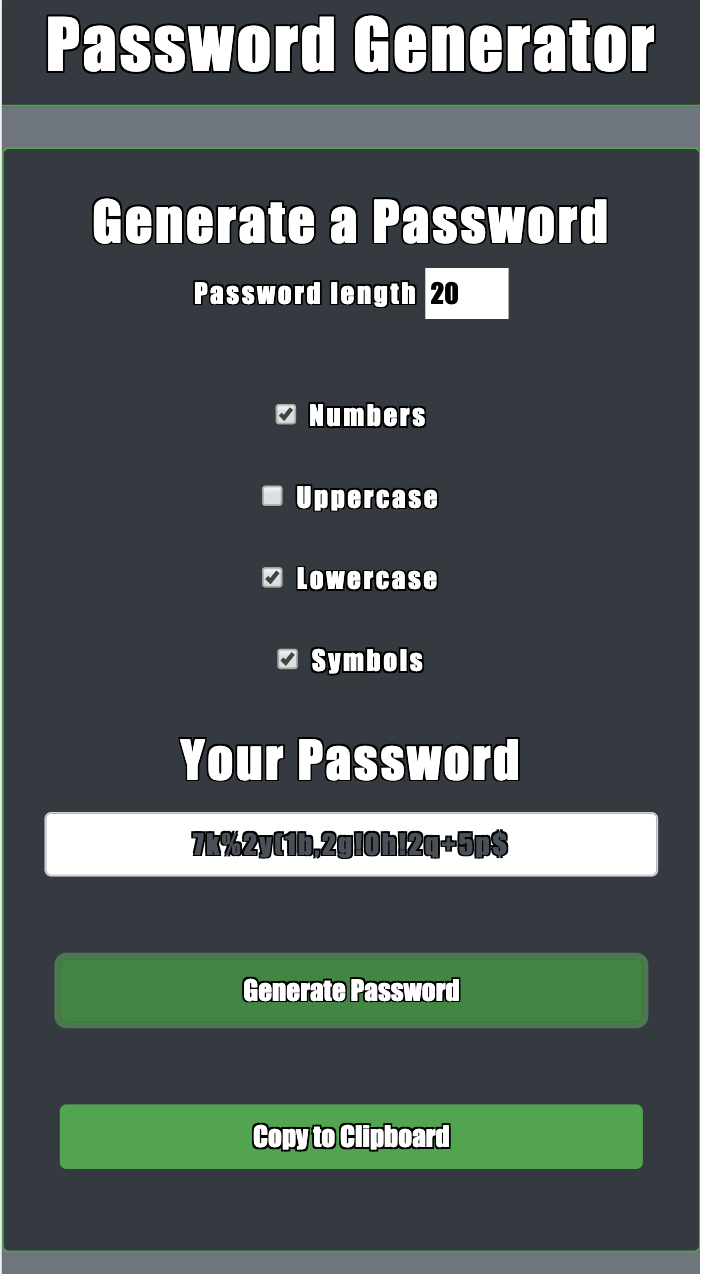 Password Generator
Generate a Password
Password length 20
Numbers
Uppercase
Lowercase
Symbols
Your Password
7k%2y(1b,2g!0h!2q+5p$
Generate Password
Copy to Clipboard